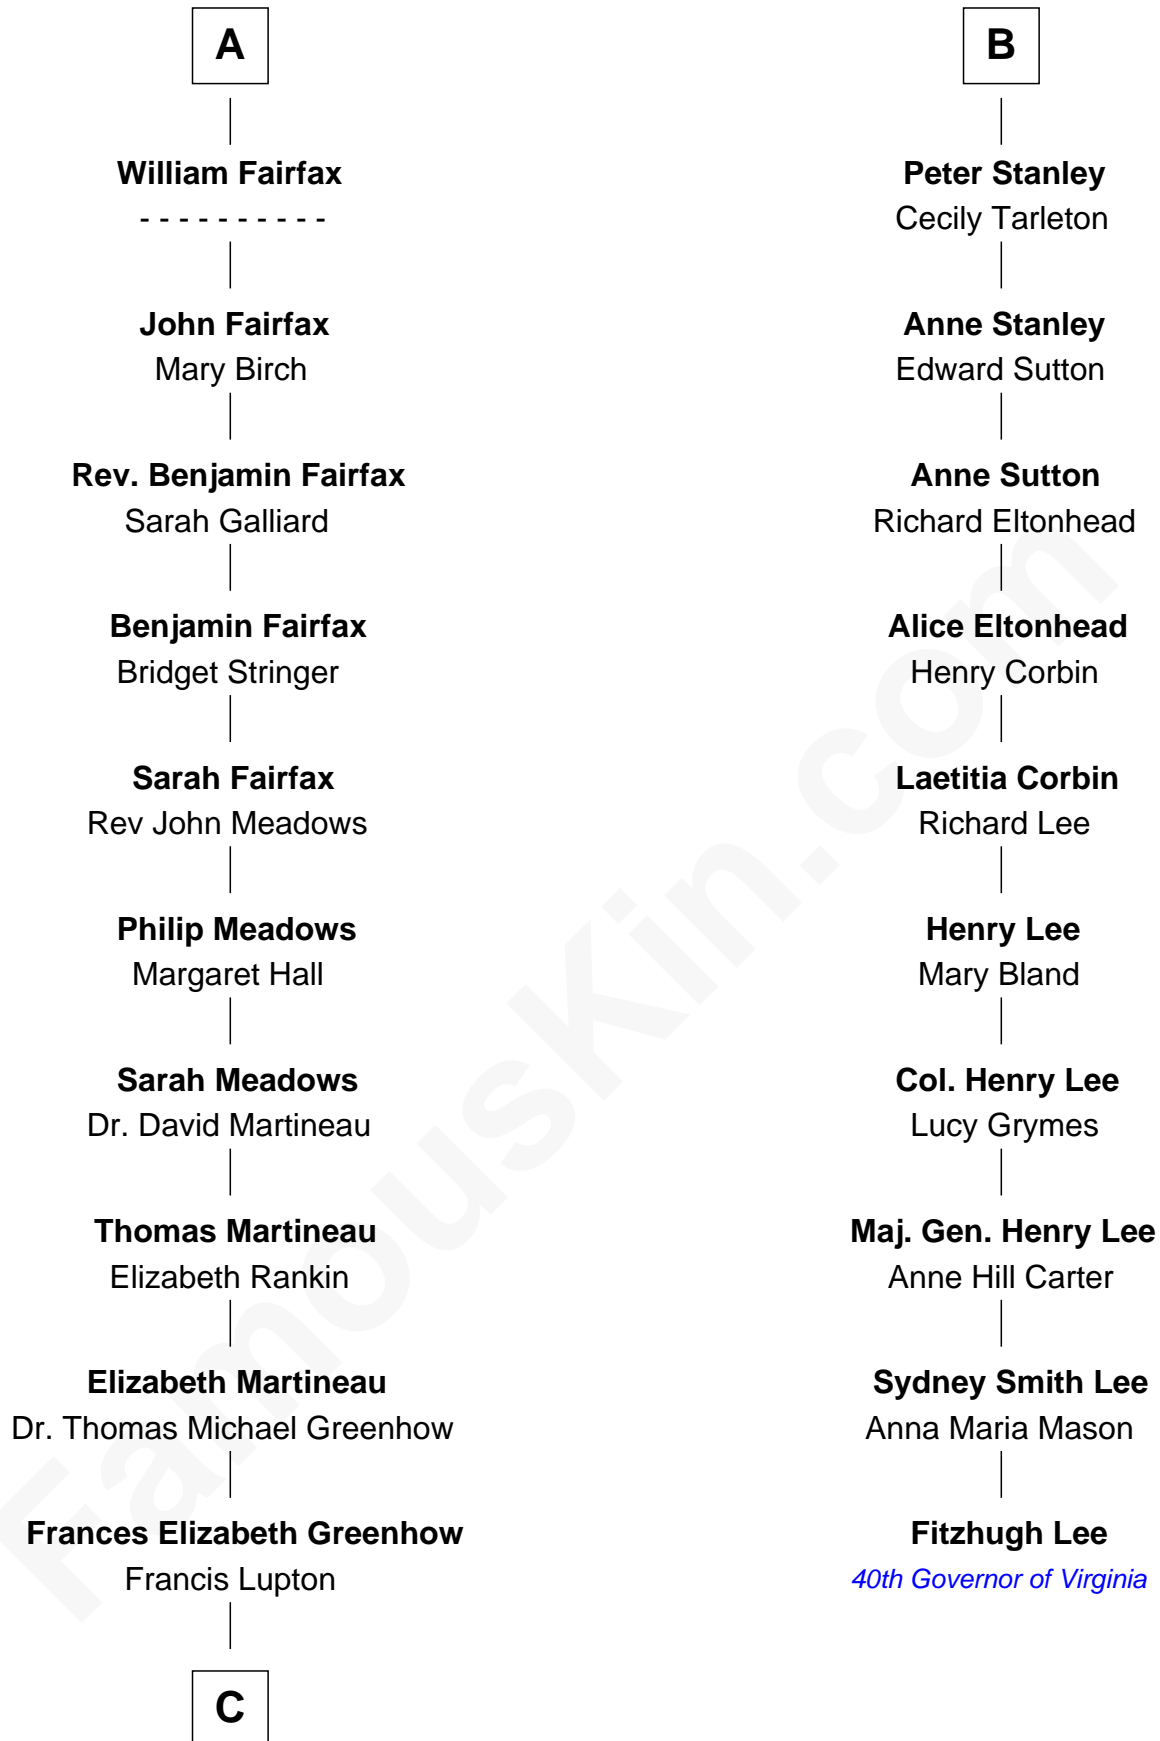 A
William Fairfax
- - - - - - - - - -
John Fairfax
Mary Birch
Rev. Benjamin Fairfax
Sarah Galliard
Benjamin Fairfax
Bridget Stringer
Sarah Fairfax
Rev John Meadows
Philip Meadows
Margaret Hall
Sarah Meadows
Dr. David Martineau
Thomas Martineau
Elizabeth Rankin
Elizabeth Martineau
Dr. Thomas Michael Greenhow
Frances Elizabeth Greenhow
Francis Lupton
C
B
Peter Stanley
Cecily Tarleton
Anne Stanley
Edward Sutton
Anne Sutton
Richard Eltonhead
Alice Eltonhead
Henry Corbin
Laetitia Corbin
Richard Lee
Henry Lee
Mary Bland
Col. Henry Lee
Lucy Grymes
Maj. Gen. Henry Lee
Anne Hill Carter
Sydney Smith Lee
Anna Maria Mason
Fitzhugh Lee
40th Governor of Virginia
FamousKin.com